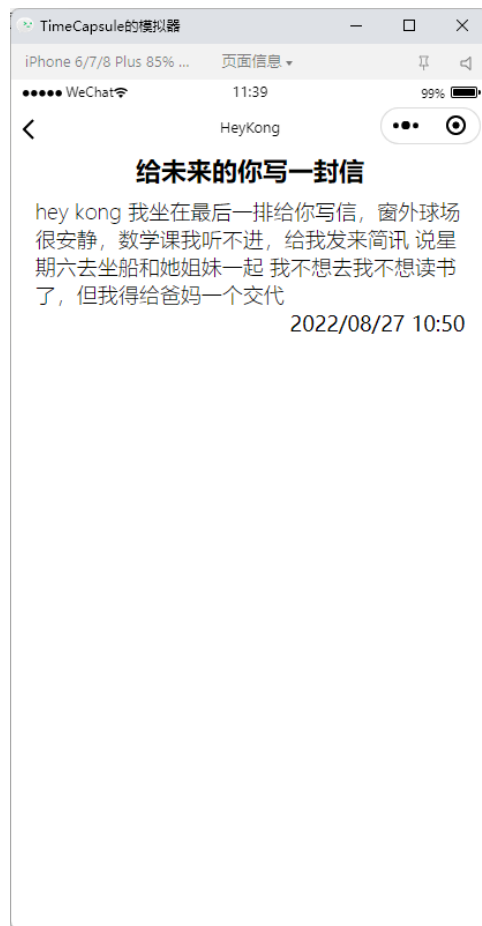 TimeCapsule的模拟器
iPhone 6/7/8 Plus 85% ... 页面信息
WeChat 11:39 99%
HeyKong
给未来的你写一封信
hey kong 我坐在最后一排给你写信，窗外球场
很安静，数学课我听不进，给我发来简讯 说星
期六去坐船和她姐妹一起 我不想去我不想读书
了，但我得给爸妈一个交代
2022/08/27 10:50